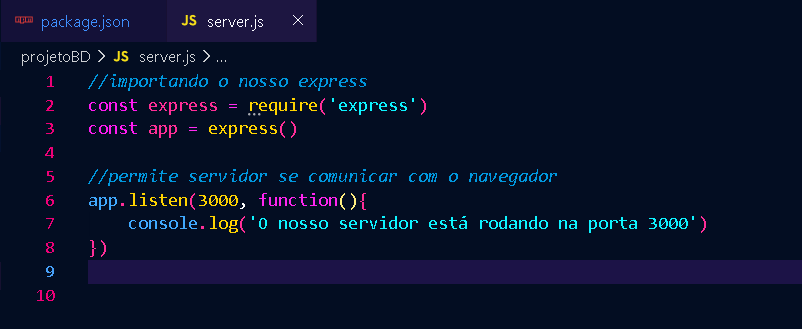 package.json JS server.js ×
projetoBD > JS server.js > ...
1 //importando o nosso express
2 const express = require('express')
3 const app = express()
4
5 //permite servidor se comunicar com o navegador
6 app.listen(3000, function(){
7 console.log('O nosso servidor está rodando na porta 3000')
8 })
9
10